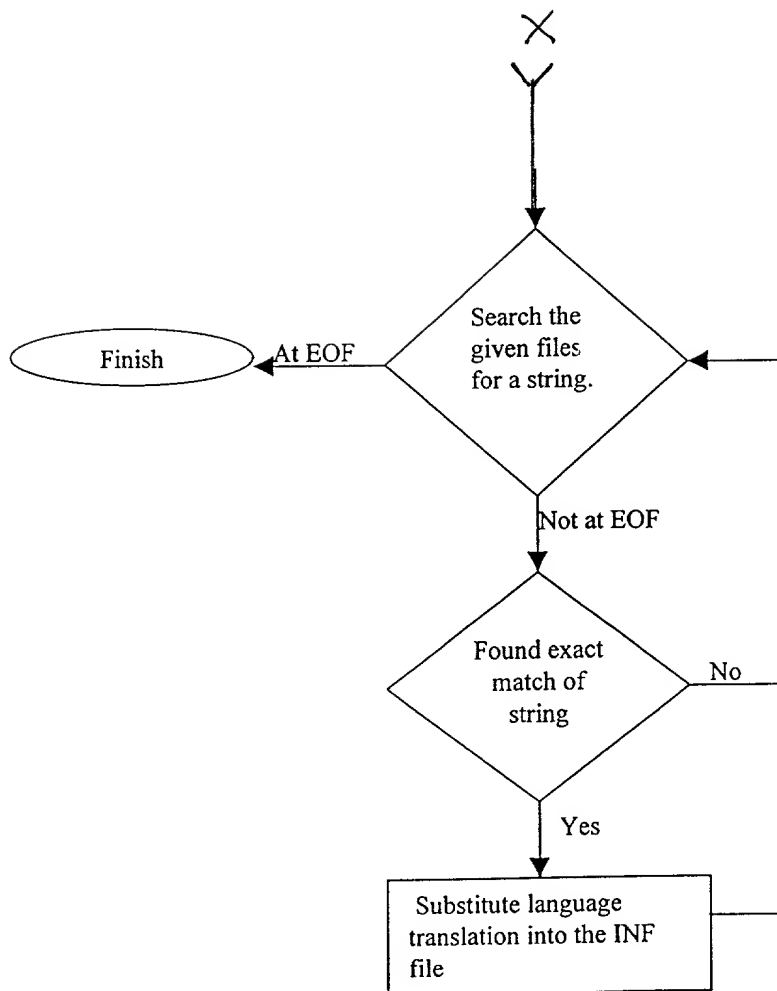 X
Search the
given files
for a string.
At EOF
Finish
Not at EOF
Found exact
match of
string
No
Yes
Substitute language
translation into the INF
file